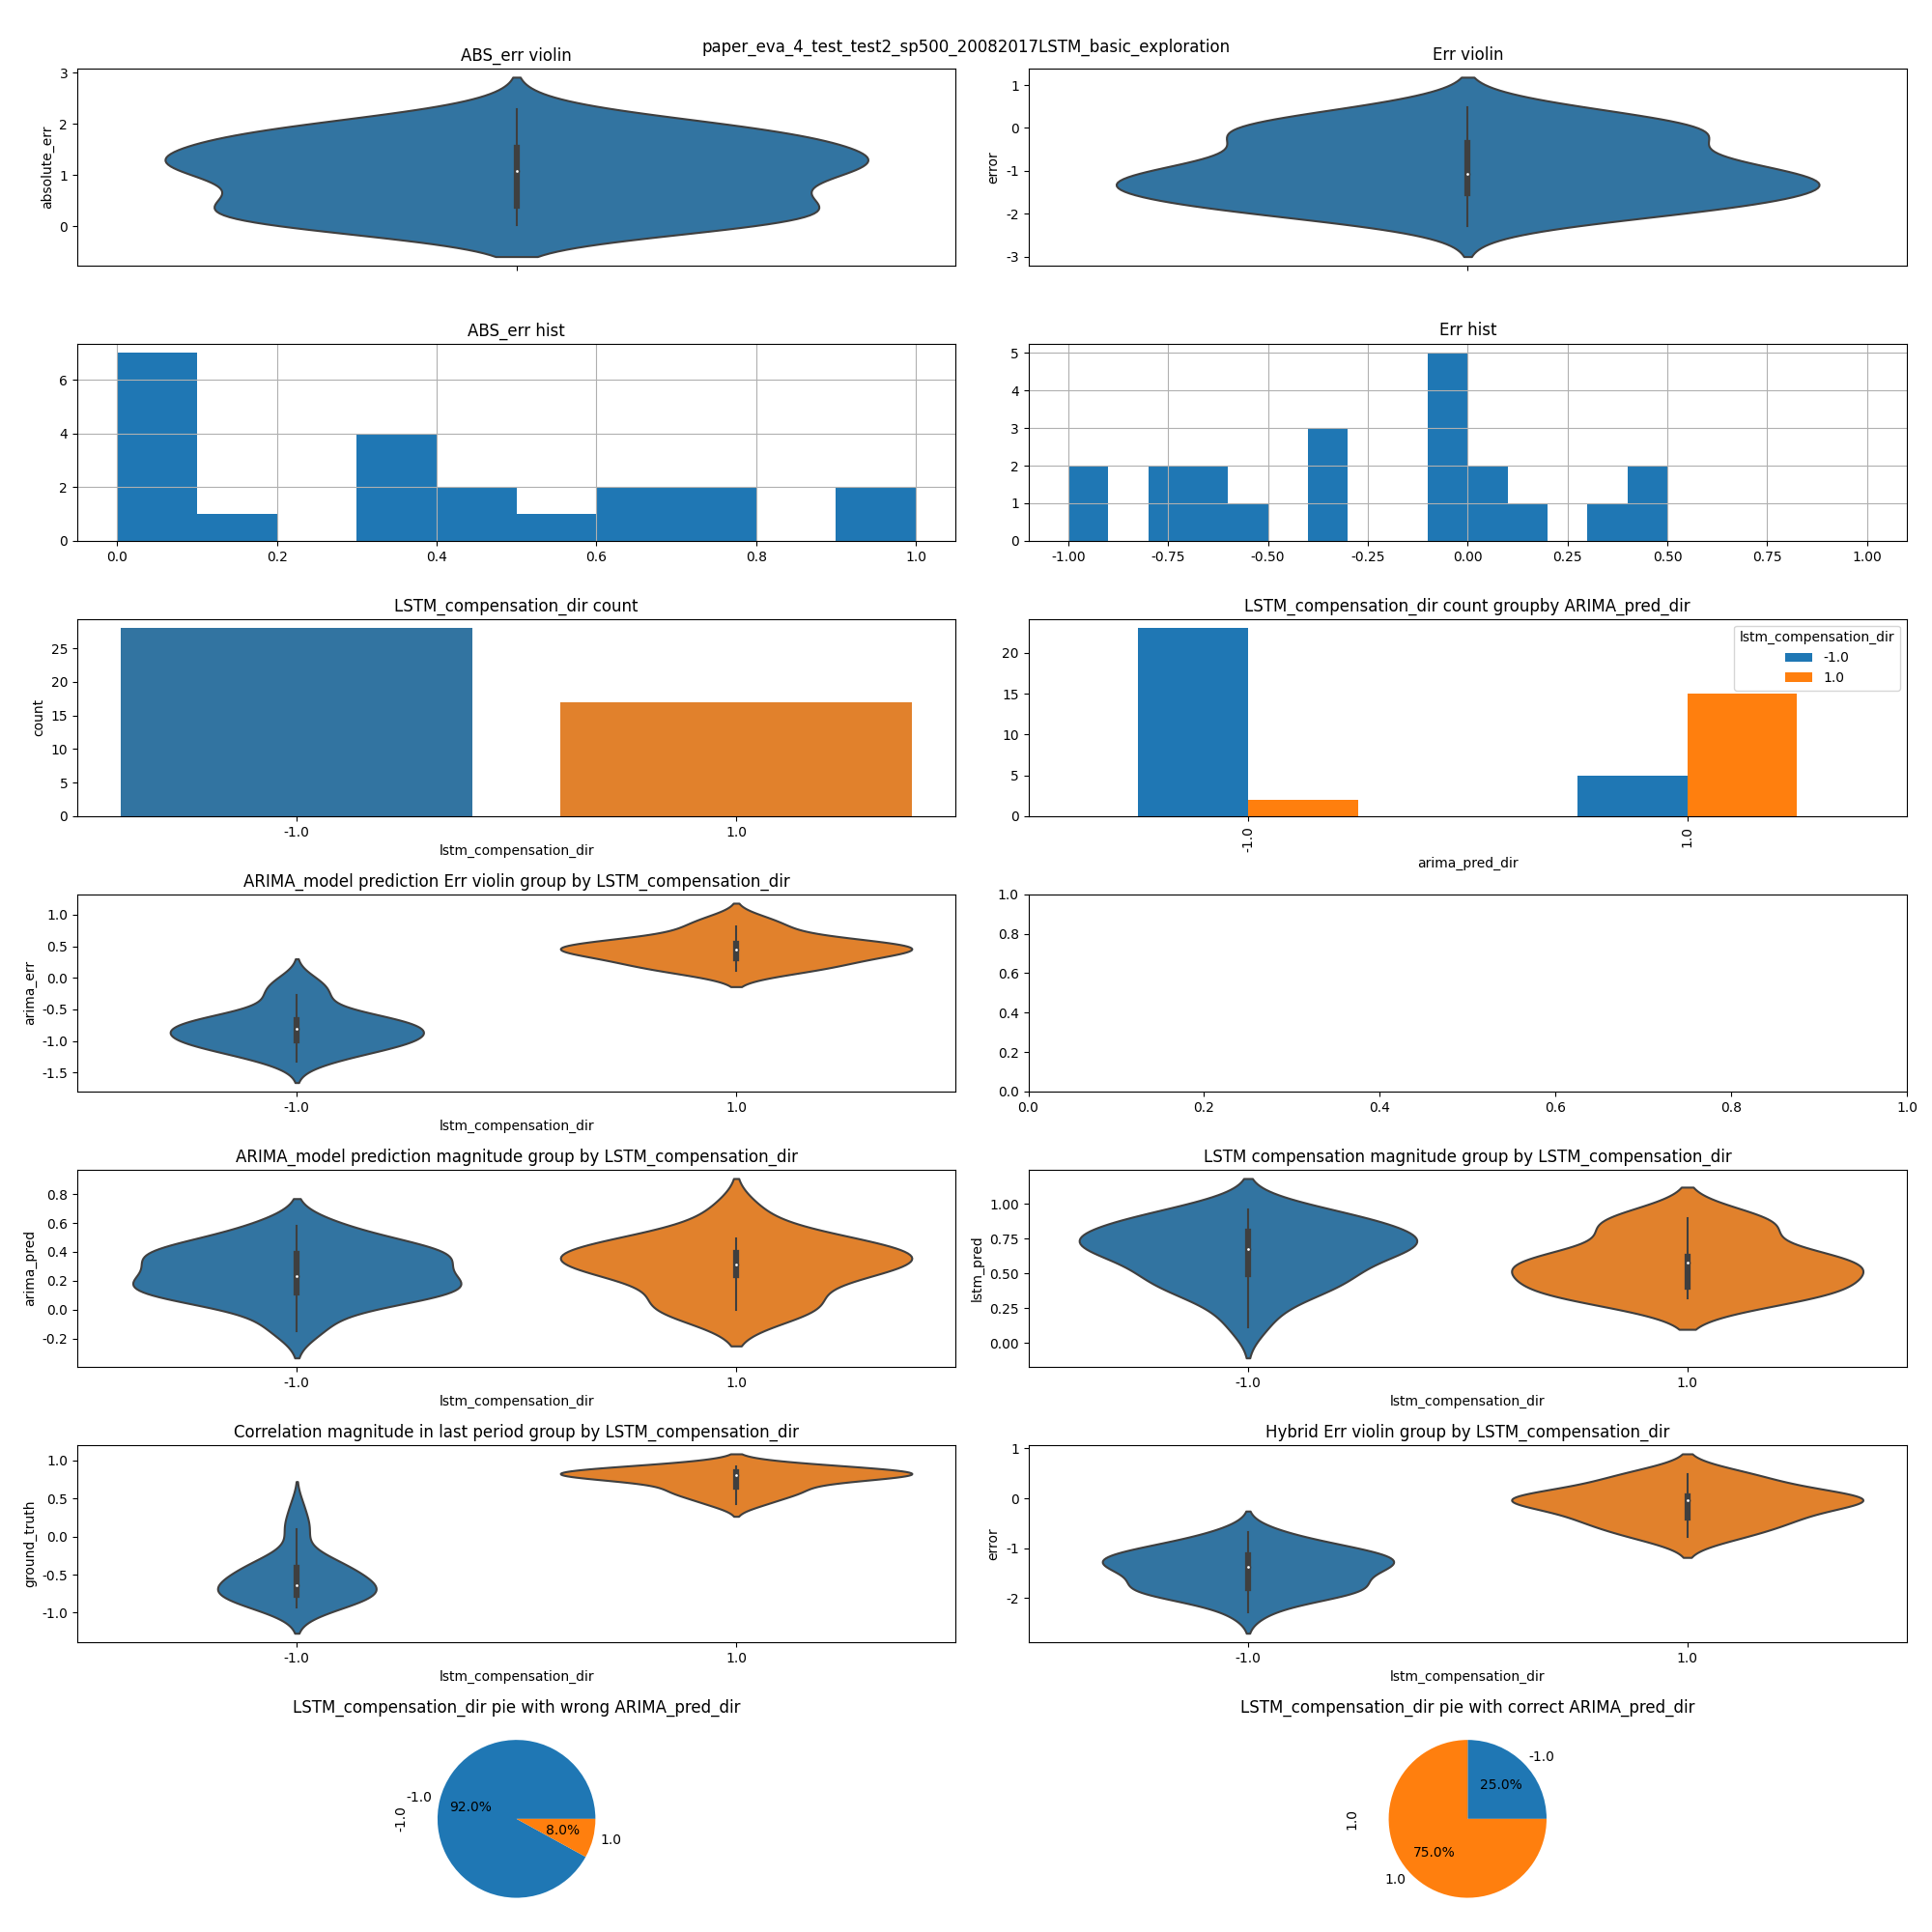 paper_eva_4_test_test2_sp500_20082017LSTM_basic_exploration
ABS_err violin
absolute_err
3
2
1
0
Err violin
error
1
0
-1
-2
-3
ABS_err hist
6
4
2
0
0.0 0.2 0.4 0.6 0.8 1.0
Err hist
5
4
3
2
1
0
-1.00 -0.75 -0.50 -0.25 0.00 0.25 0.50 0.75 1.00
LSTM_compensation_dir count
count
25
20
15
10
5
0
-1.0 1.0
lstm_compensation_dir
LSTM_compensation_dir count groupby ARIMA_pred_dir
20
15
10
5
0
lstm_compensation_dir
-1.0
1.0
-1.0 1.0
arima_pred_dir
ARIMA_model prediction Err violin group by LSTM_compensation_dir
arima_err
1.0
0.5
0.0
-0.5
-1.0
-1.5
-1.0 1.0
lstm_compensation_dir
1.0
0.8
0.6
0.4
0.2
0.0
0.0 0.2 0.4 0.6 0.8 1.0
ARIMA_model prediction magnitude group by LSTM_compensation_dir
arima_pred
0.8
0.6
0.4
0.2
0.0
-0.2
-1.0 1.0
lstm_compensation_dir
LSTM compensation magnitude group by LSTM_compensation_dir
lstm_pred
1.00
0.75
0.50
0.25
0.00
-1.0 1.0
lstm_compensation_dir
Correlation magnitude in last period group by LSTM_compensation_dir
ground_truth
1.0
0.5
0.0
-0.5
-1.0
-1.0 1.0
lstm_compensation_dir
Hybrid Err violin group by LSTM_compensation_dir
error
1
0
-1
-2
-1.0 1.0
lstm_compensation_dir
LSTM_compensation_dir pie with wrong ARIMA_pred_dir
-1.0
-1.0
92.0%
8.0%
1.0
LSTM_compensation_dir pie with correct ARIMA_pred_dir
1.0
-1.0
25.0%
75.0%
1.0